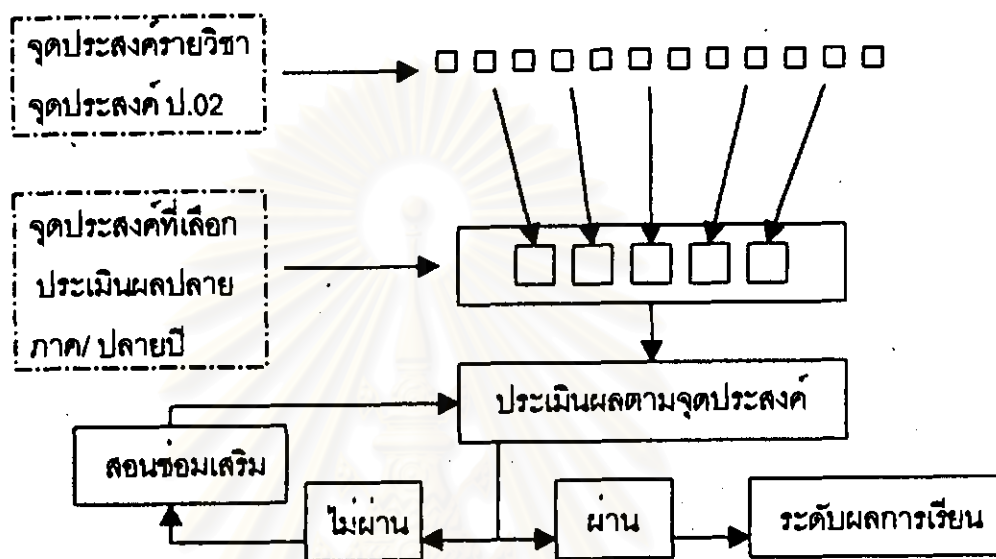 จุดประสงค์รายวิชา
จุดประสงค์ ป.02
จุดประสงค์ที่เลือก
ประเมินผลปลาย
ภาค/ ปลายปี
ประเมินผลตามจุดประสงค์
สอนซ่อมเสริม
ไม่ผ่าน
ผ่าน
ระดับผลการเรียน